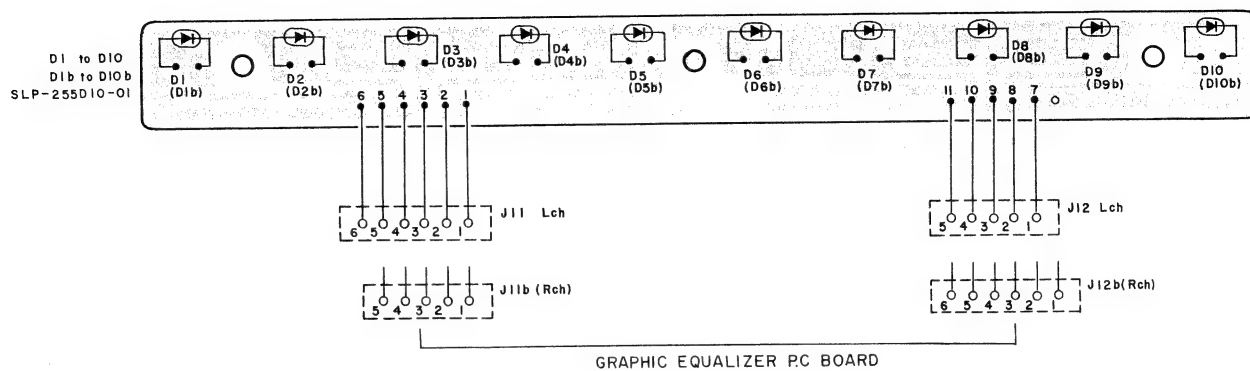 D1 to D10
D1b to D10b
SLP-255D10-01
D1
(D1b)
D2
(D2b)
D3
(D3b)
D4
(D4b)
D5
(D5b)
D6
(D6b)
D7
(D7b)
D8
(D8b)
D9
(D9b)
D10
(D10b)
6 5 4 3 2 1
11 10 9 8 7
J11 Lch
6 5 4 3 2 1
J12 Lch
5 4 3 2 1
J11b (Rch)
5 4 3 2 1
J12b (Rch)
6 5 4 3 2 1
GRAPHIC EQUALIZER P.C BOARD